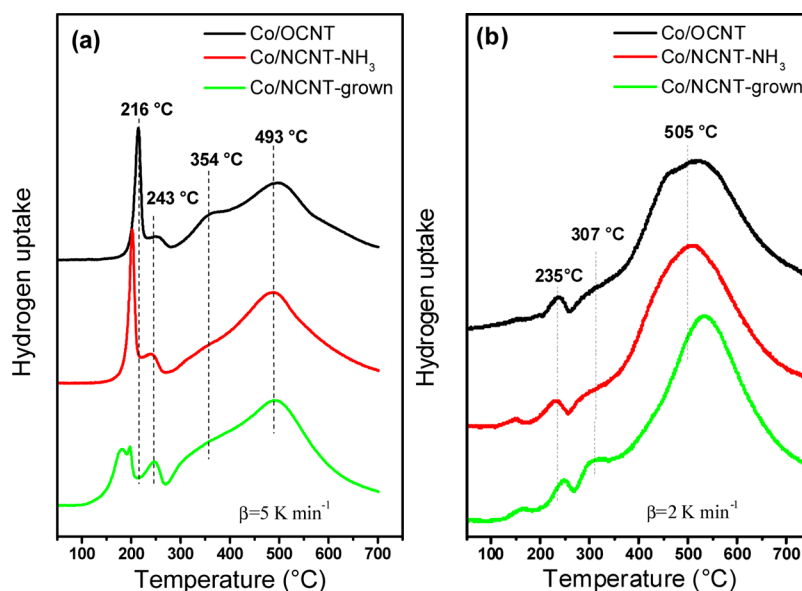 (a)
Co/OCNT
Co/NCNT-NH₃
Co/NCNT-grown
216 °C
243 °C
354 °C
493 °C
Hydrogen uptake
β=5 K min⁻¹
100 200 300 400 500 600 700
Temperature (°C)
(b)
Co/OCNT
Co/NCNT-NH₃
Co/NCNT-grown
505 °C
307 °C
235°C
Hydrogen uptake
β=2 K min⁻¹
100 200 300 400 500 600 700
Temperature (°C)